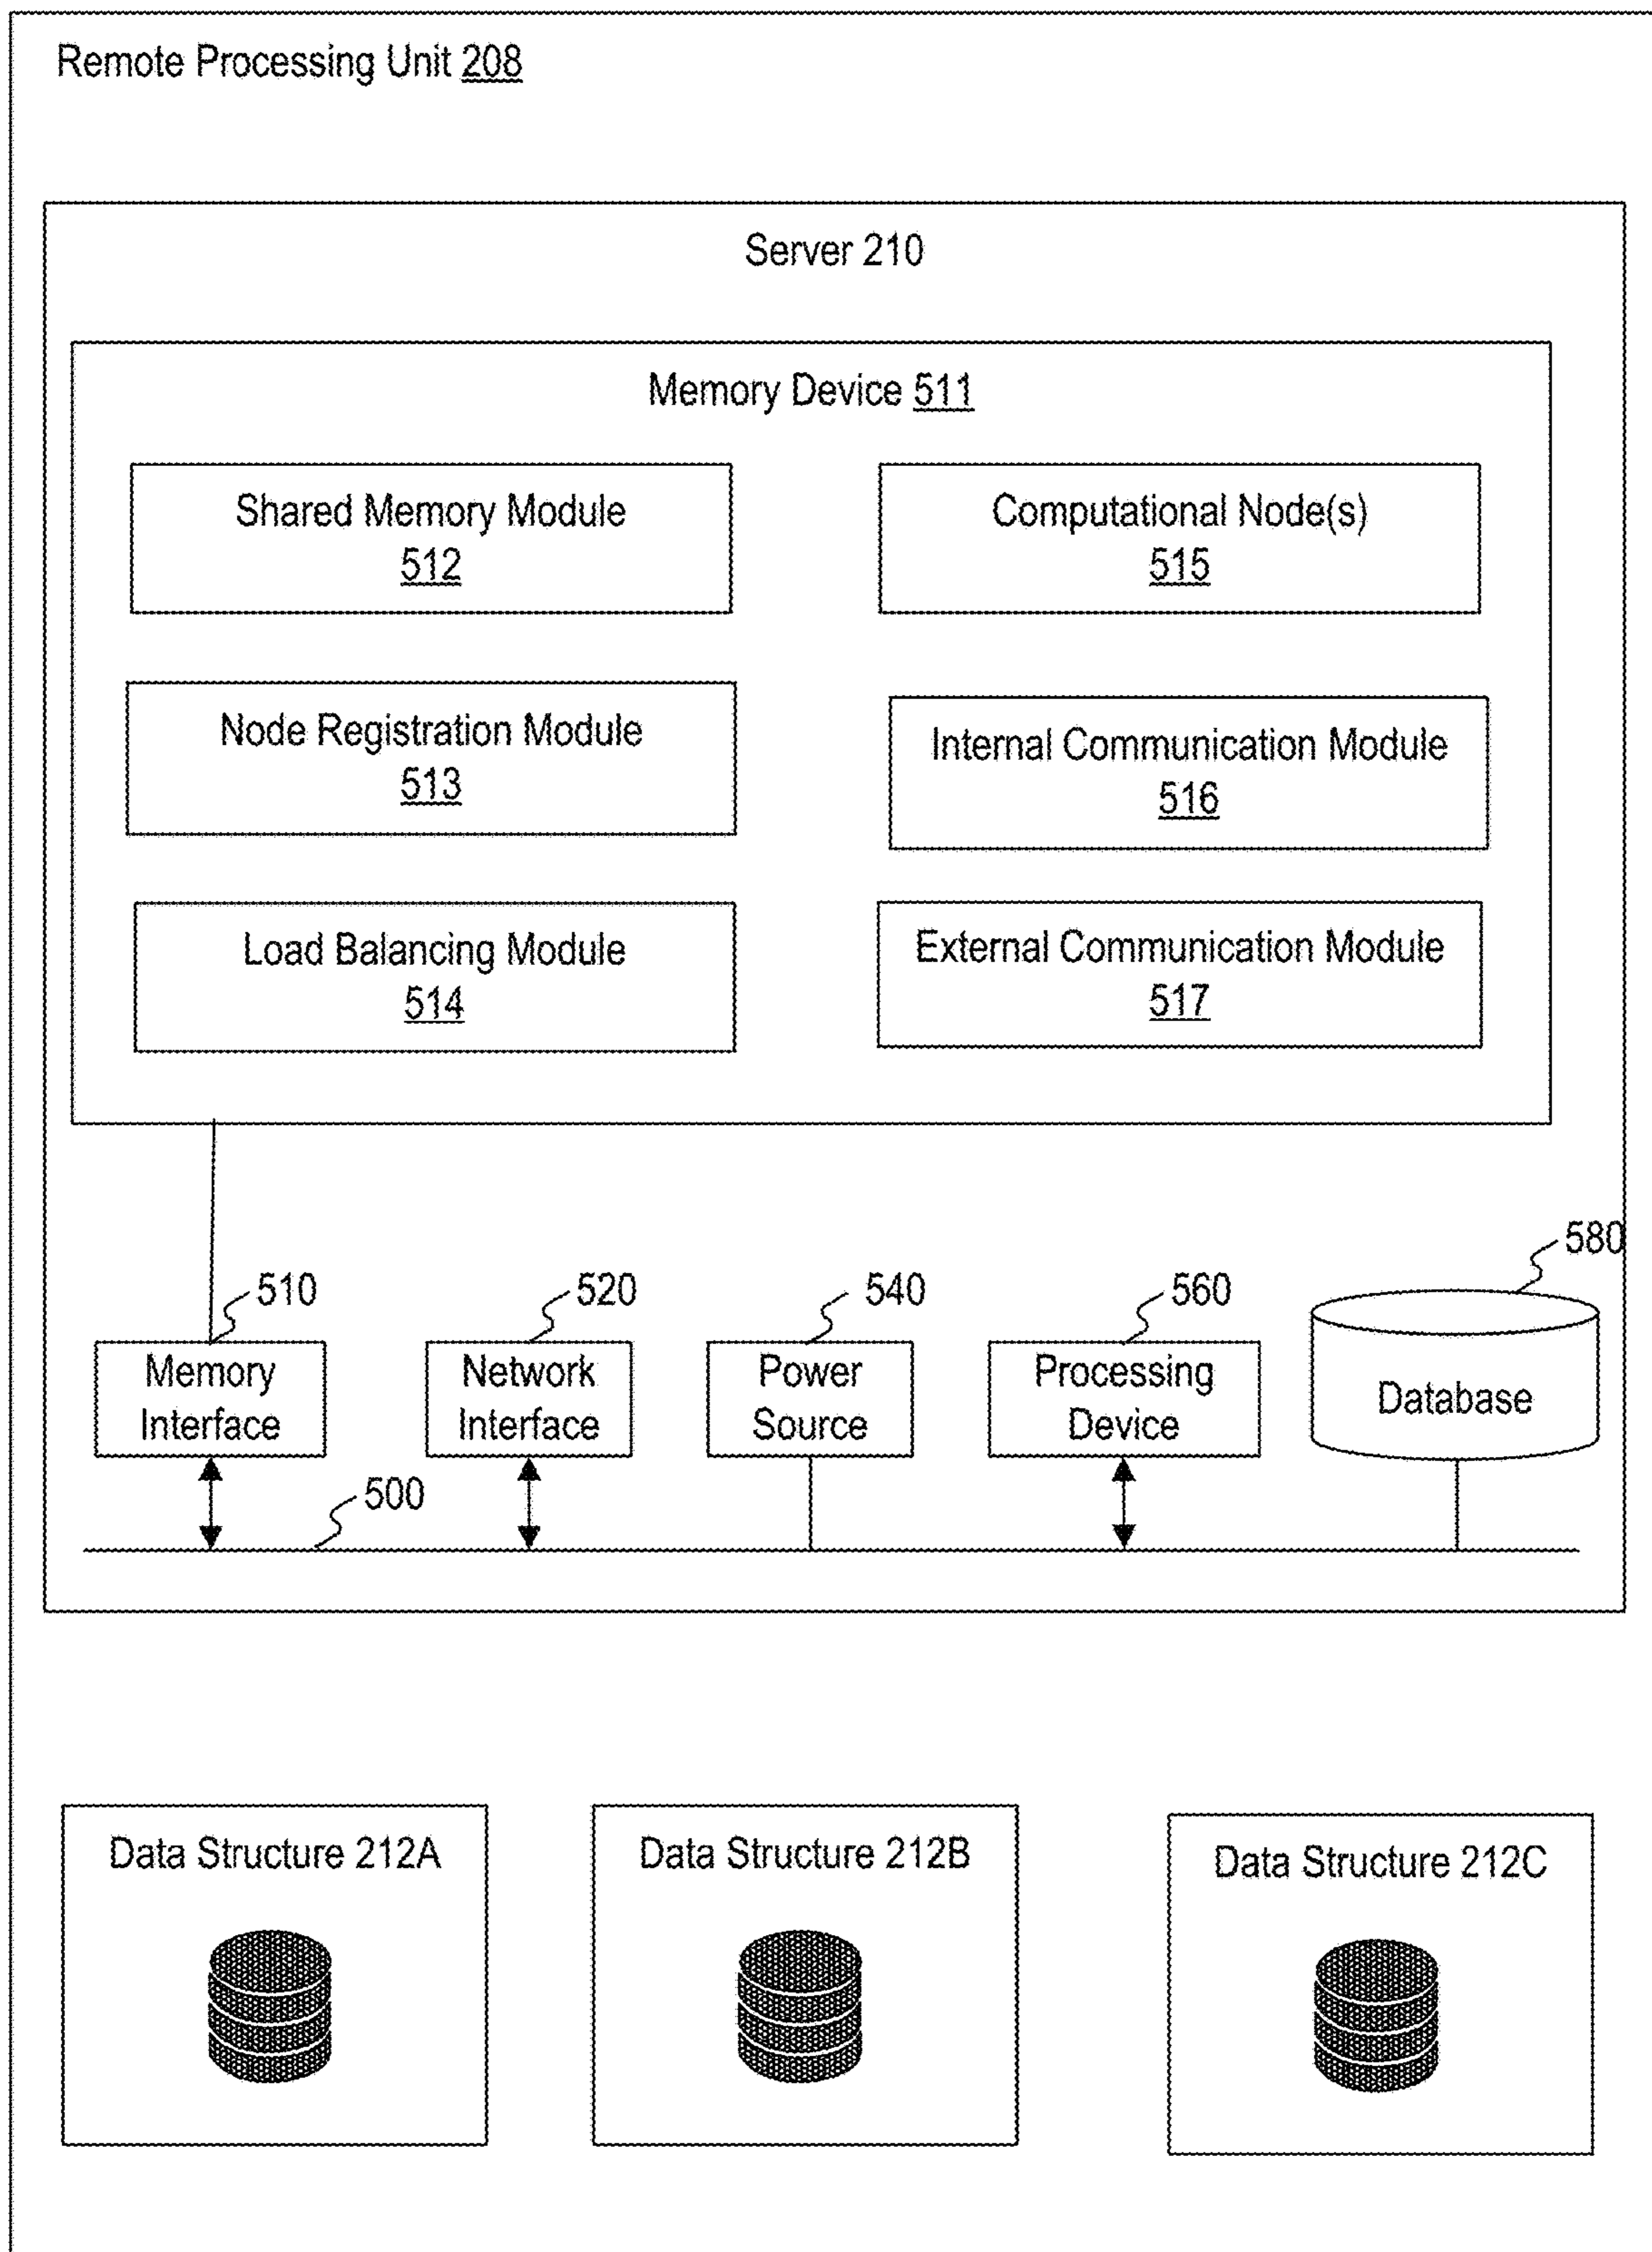 Remote Processing Unit 208
Server 210
Memory Device 511
Shared Memory Module
512
Computational Node(s)
515
Node Registration Module
513
Internal Communication Module
516
Load Balancing Module
514
External Communication Module
517
510
520
540
560
580
Memory
Interface
Network
Interface
Power
Source
Processing
Device
Database
500
Data Structure 212A
Data Structure 212B
Data Structure 212C